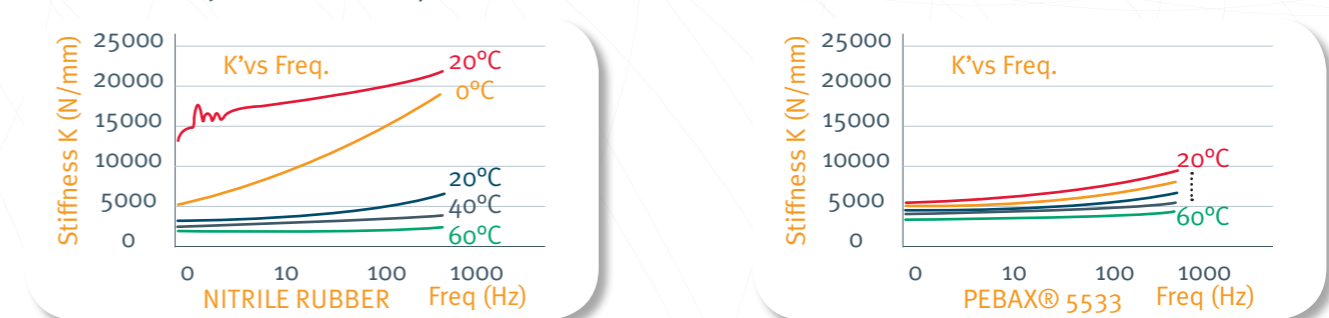 Stiffness K (N/mm)
25000
20000
15000
10000
5000
0
K'vs Freq.
20°C
0°C
20°C
40°C
60°C
0 10 100 1000
NITRILE RUBBER Freq (Hz)
Stiffness K (N/mm)
25000
20000
15000
10000
5000
0
K'vs Freq.
20°C
60°C
0 10 100 1000
PEBAX® 5533 Freq (Hz)